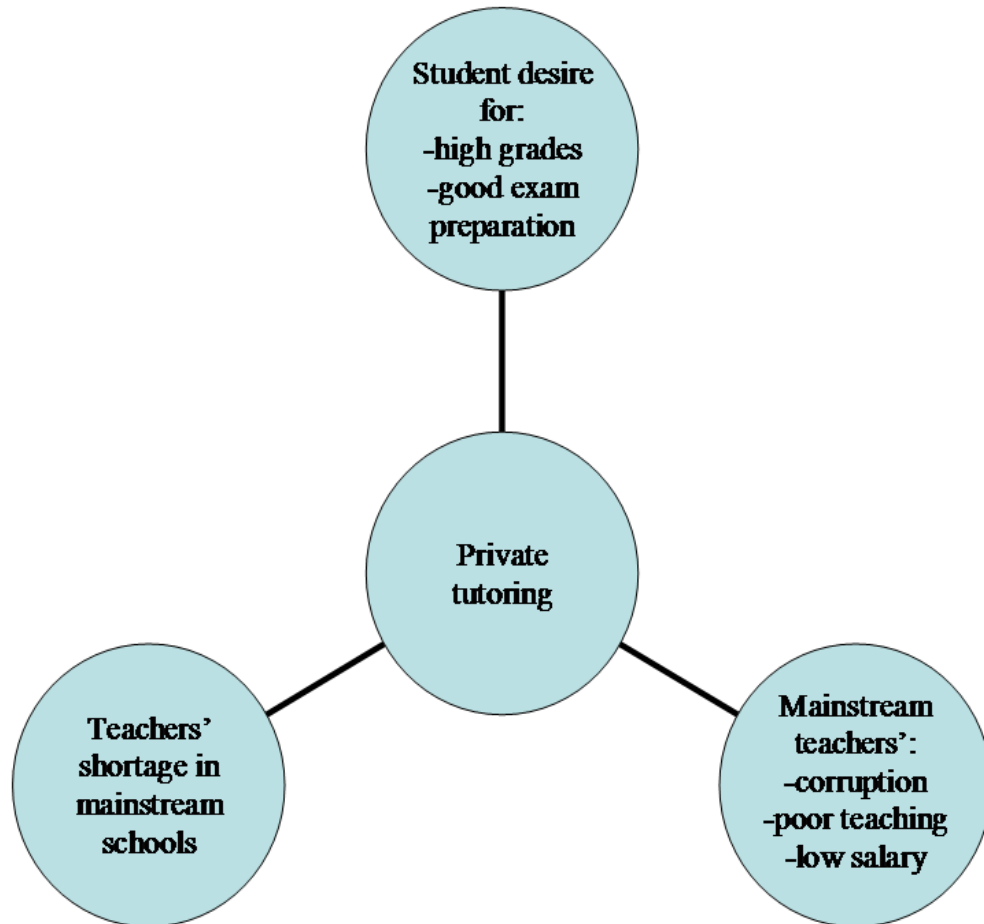 Student desire
for:
-high grades
-good exam
preparation
Private
tutoring
Teachers’
shortage in
mainstream
schools
Mainstream
teachers’:
-corruption
-poor teaching
-low salary